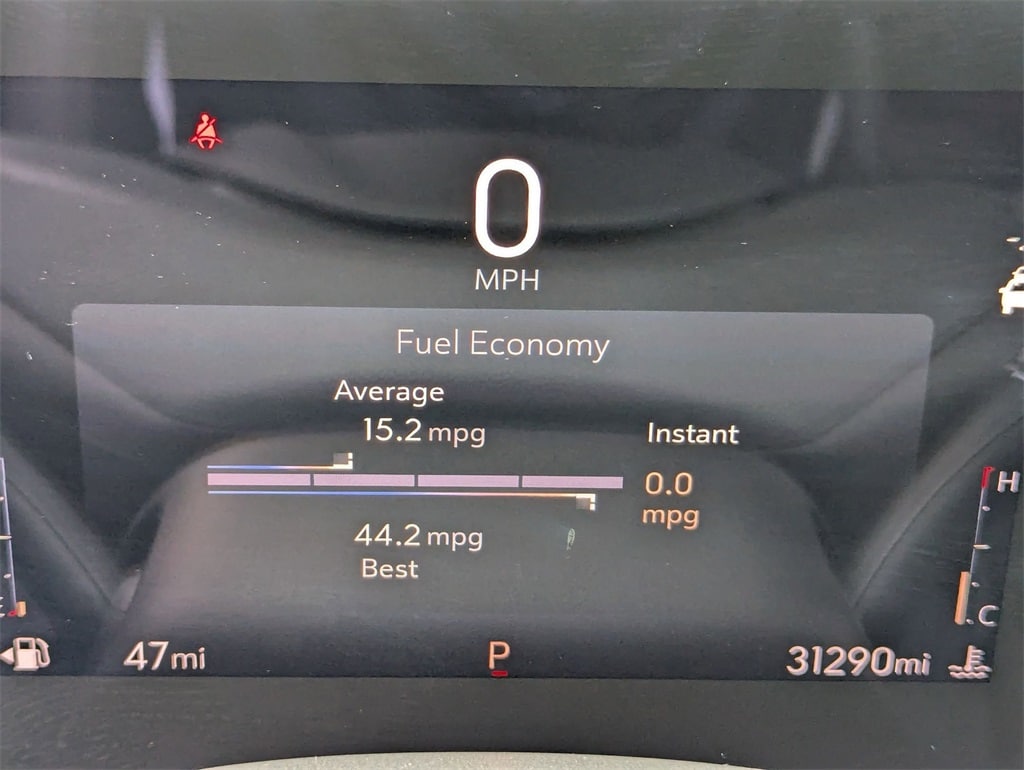 0
MPH
Fuel Economy
Average
15.2 mpg
Instant
0.0
mpg
44.2 mpg
Best
H
C
47mi
P
31290mi